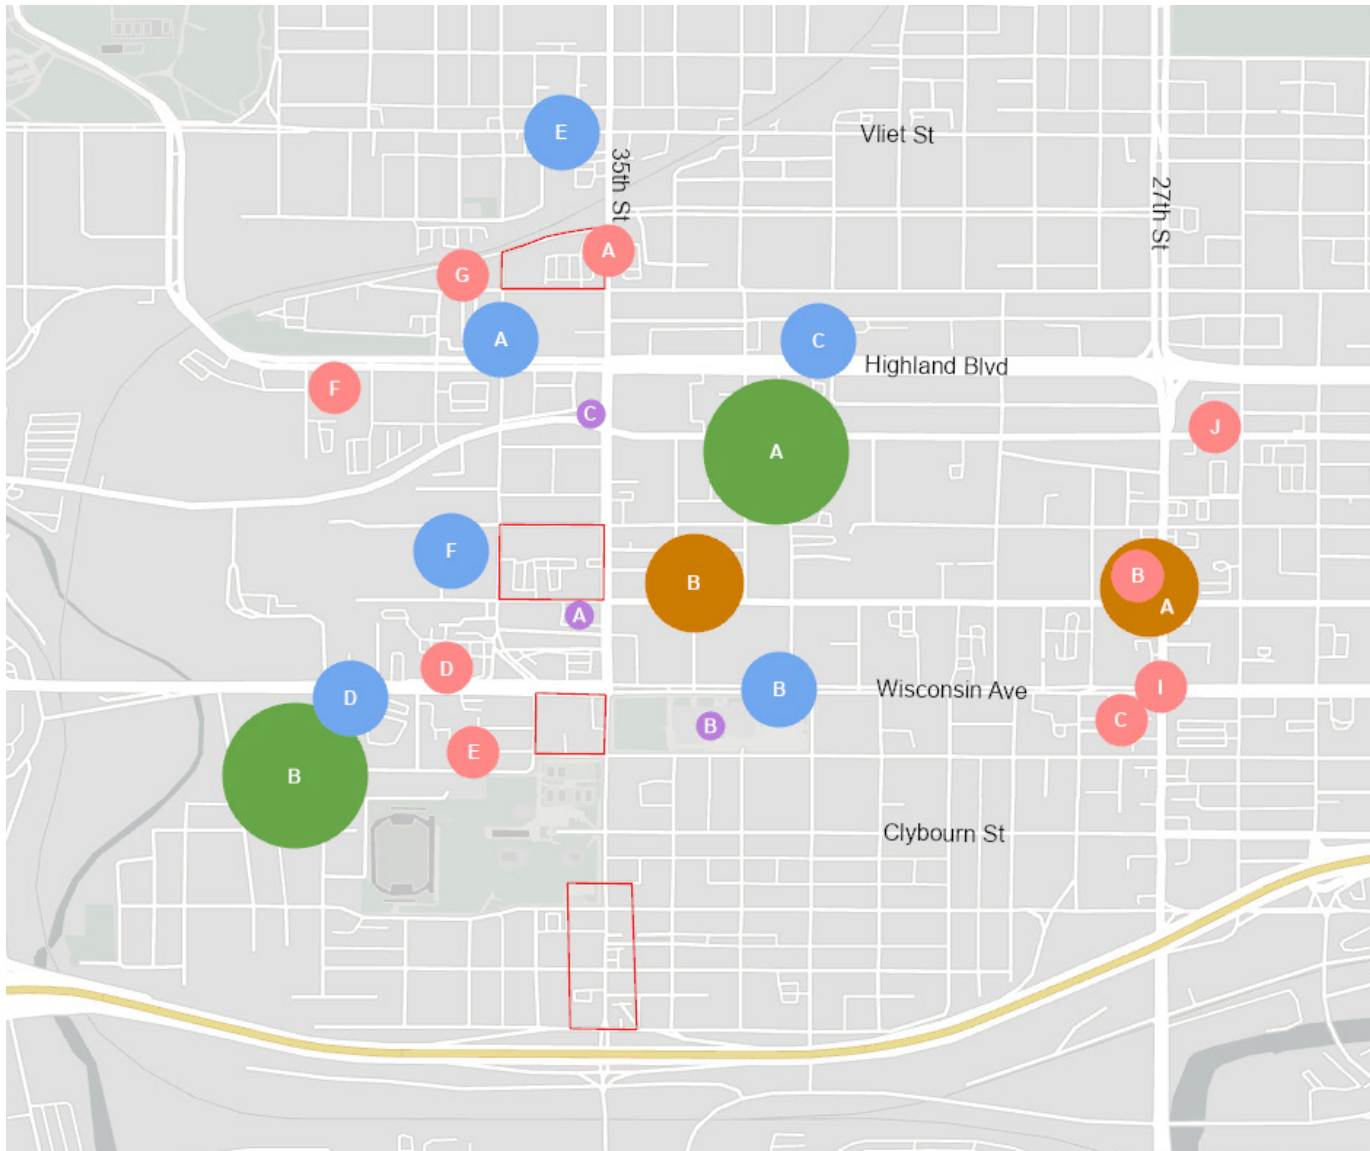 E
Vliet St
35th St
27th St
A
G
A
C
Highland Blvd
F
C
J
A
F
B
B
A
A
D
D
B
Wisconsin Ave
I
C
B
E
B
Clybourn St